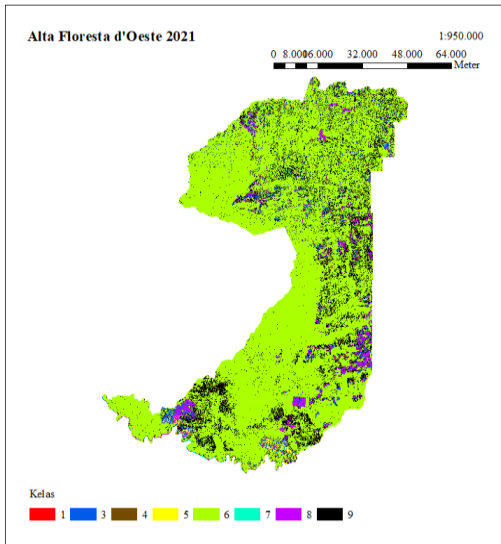 Alta Floresta d'Oeste 2021
1:950.000
0 8.000 16.000 32.000 48.000 64.000
Meter
Kelas
1 3 4 5 6 7 8 9